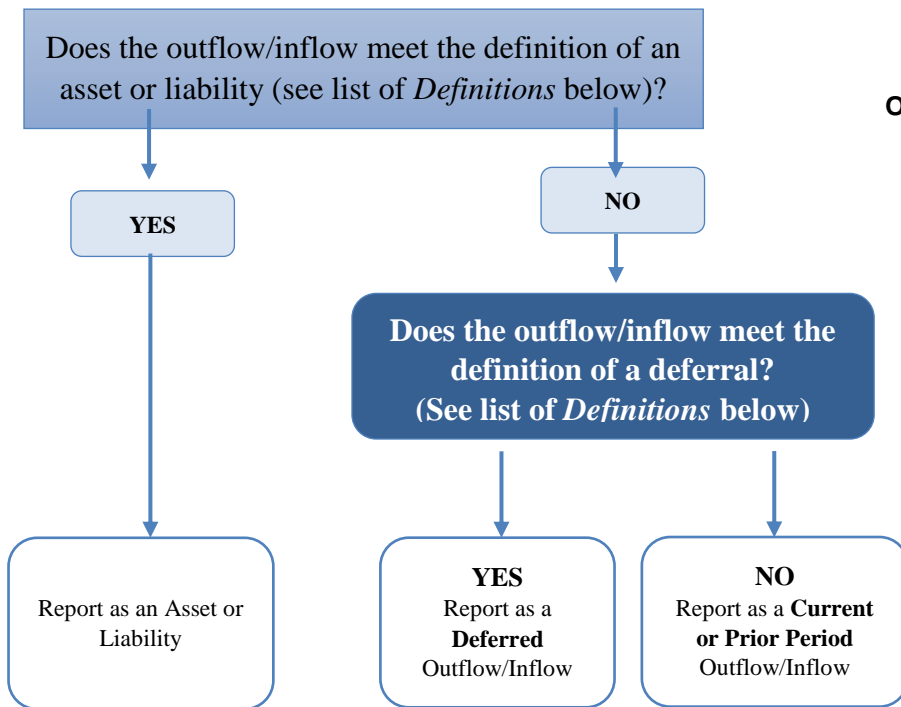 Does the outflow/inflow meet the definition of an
asset or liability (see list of Definitions below)?
O
YES
NO
Does the outflow/inflow meet the
definition of a deferral?
(See list of Definitions below)
Report as an Asset or
Liability
YES
Report as a
Deferred
Outflow/Inflow
NO
Report as a Current
or Prior Period
Outflow/Inflow